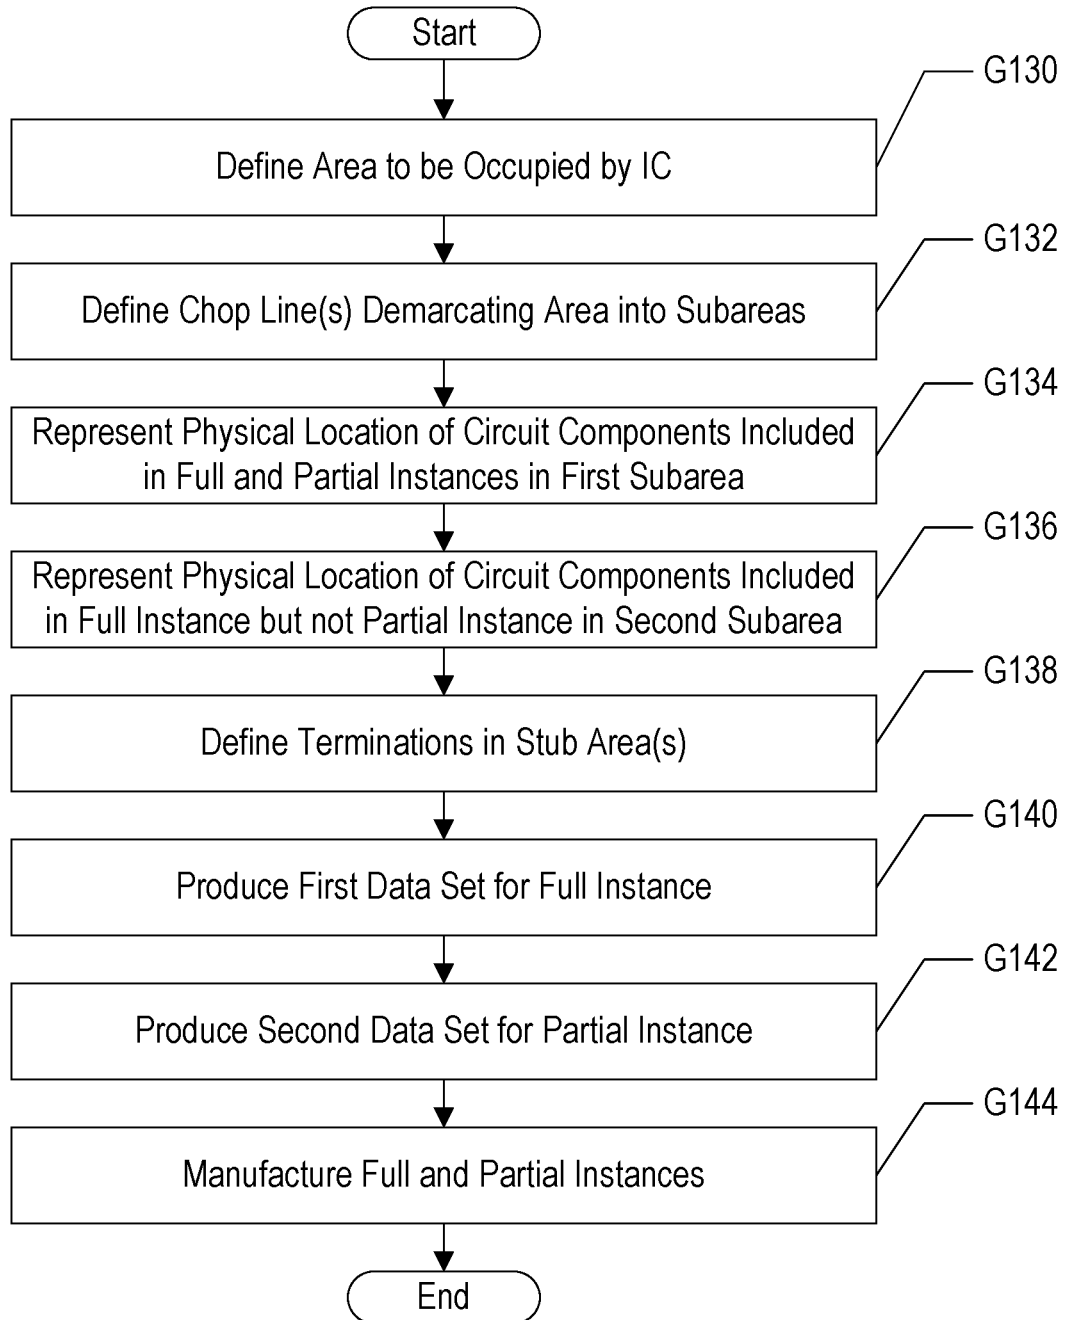 Start
G130
Define Area to be Occupied by IC
G132
Define Chop Line(s) Demarcating Area into Subareas
G134
Represent Physical Location of Circuit Components Included
in Full and Partial Instances in First Subarea
G136
Represent Physical Location of Circuit Components Included
in Full Instance but not Partial Instance in Second Subarea
G138
Define Terminations in Stub Area(s)
G140
Produce First Data Set for Full Instance
G142
Produce Second Data Set for Partial Instance
G144
Manufacture Full and Partial Instances
End